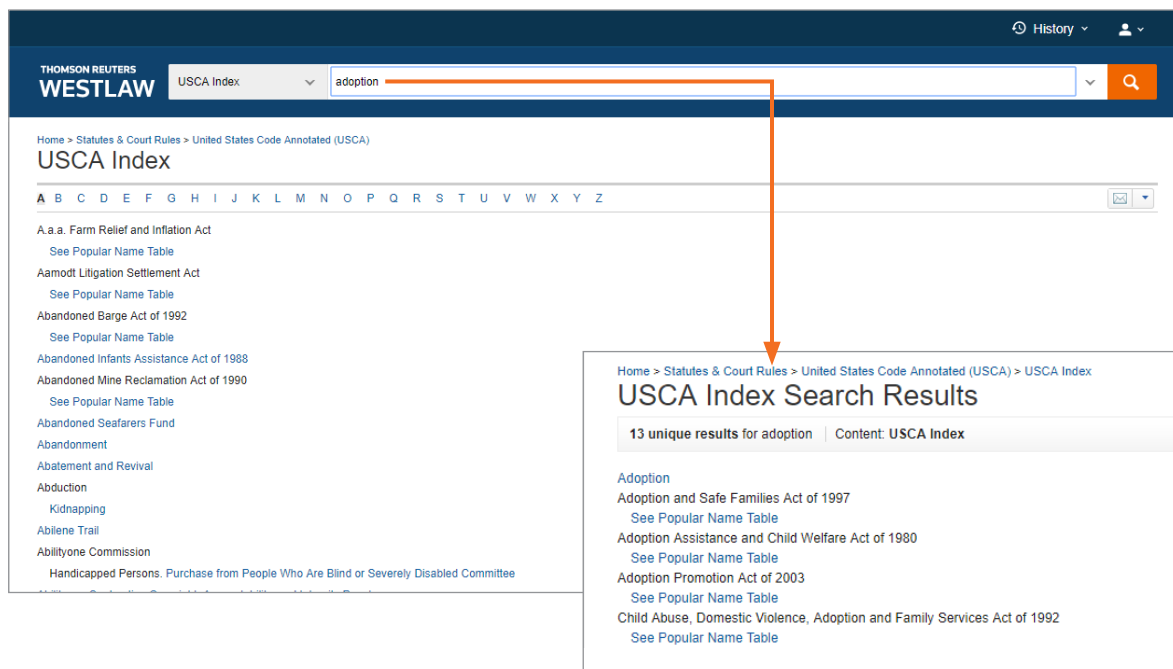 History
THOMSON REUTERS
WESTLAW
USCA Index
adoption
Home > Statutes & Court Rules > United States Code Annotated (USCA)
USCA Index
A B C D E F G H I J K L M N O P Q R S T U V W X Y Z
A.a.a. Farm Relief and Inflation Act
See Popular Name Table
Aamodt Litigation Settlement Act
See Popular Name Table
Abandoned Barge Act of 1992
See Popular Name Table
Abandoned Infants Assistance Act of 1988
Abandoned Mine Reclamation Act of 1990
See Popular Name Table
Abandoned Seafarers Fund
Abandonment
Abatement and Revival
Abduction
Kidnapping
Abilene Trail
Abilityone Commission
Handicapped Persons. Purchase from People Who Are Blind or Severely Disabled Committee
Home > Statutes & Court Rules > United States Code Annotated (USCA) > USCA Index
USCA Index Search Results
13 unique results for adoption Content: USCA Index
Adoption
Adoption and Safe Families Act of 1997
See Popular Name Table
Adoption Assistance and Child Welfare Act of 1980
See Popular Name Table
Adoption Promotion Act of 2003
See Popular Name Table
Child Abuse, Domestic Violence, Adoption and Family Services Act of 1992
See Popular Name Table